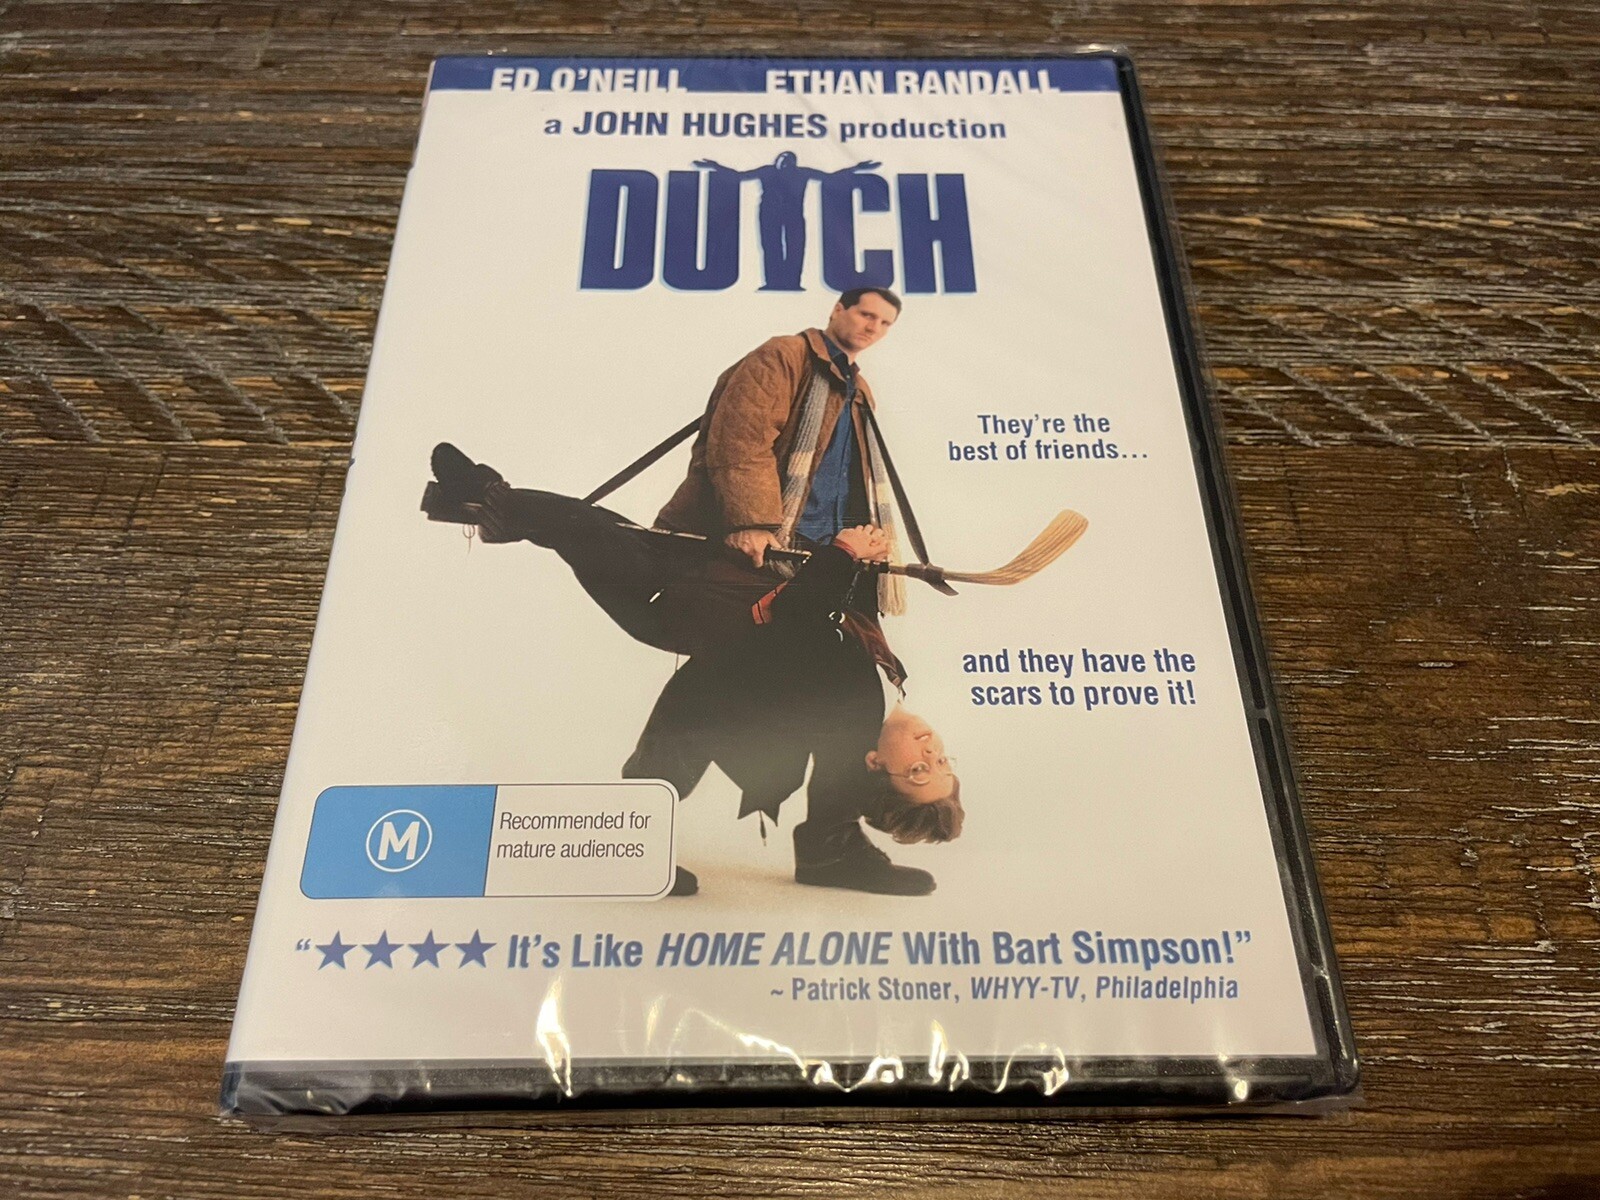 ED O'NEILL ETHAN RANDALL
a JOHN HUGHES production
DUTCH
They're the
best of friends...
and they have the
scars to prove it!
M
Recommended for
mature audiences
"★★★★ It's Like HOME ALONE With Bart Simpson!"
~ Patrick Stoner, WHYY-TV, Philadelphia